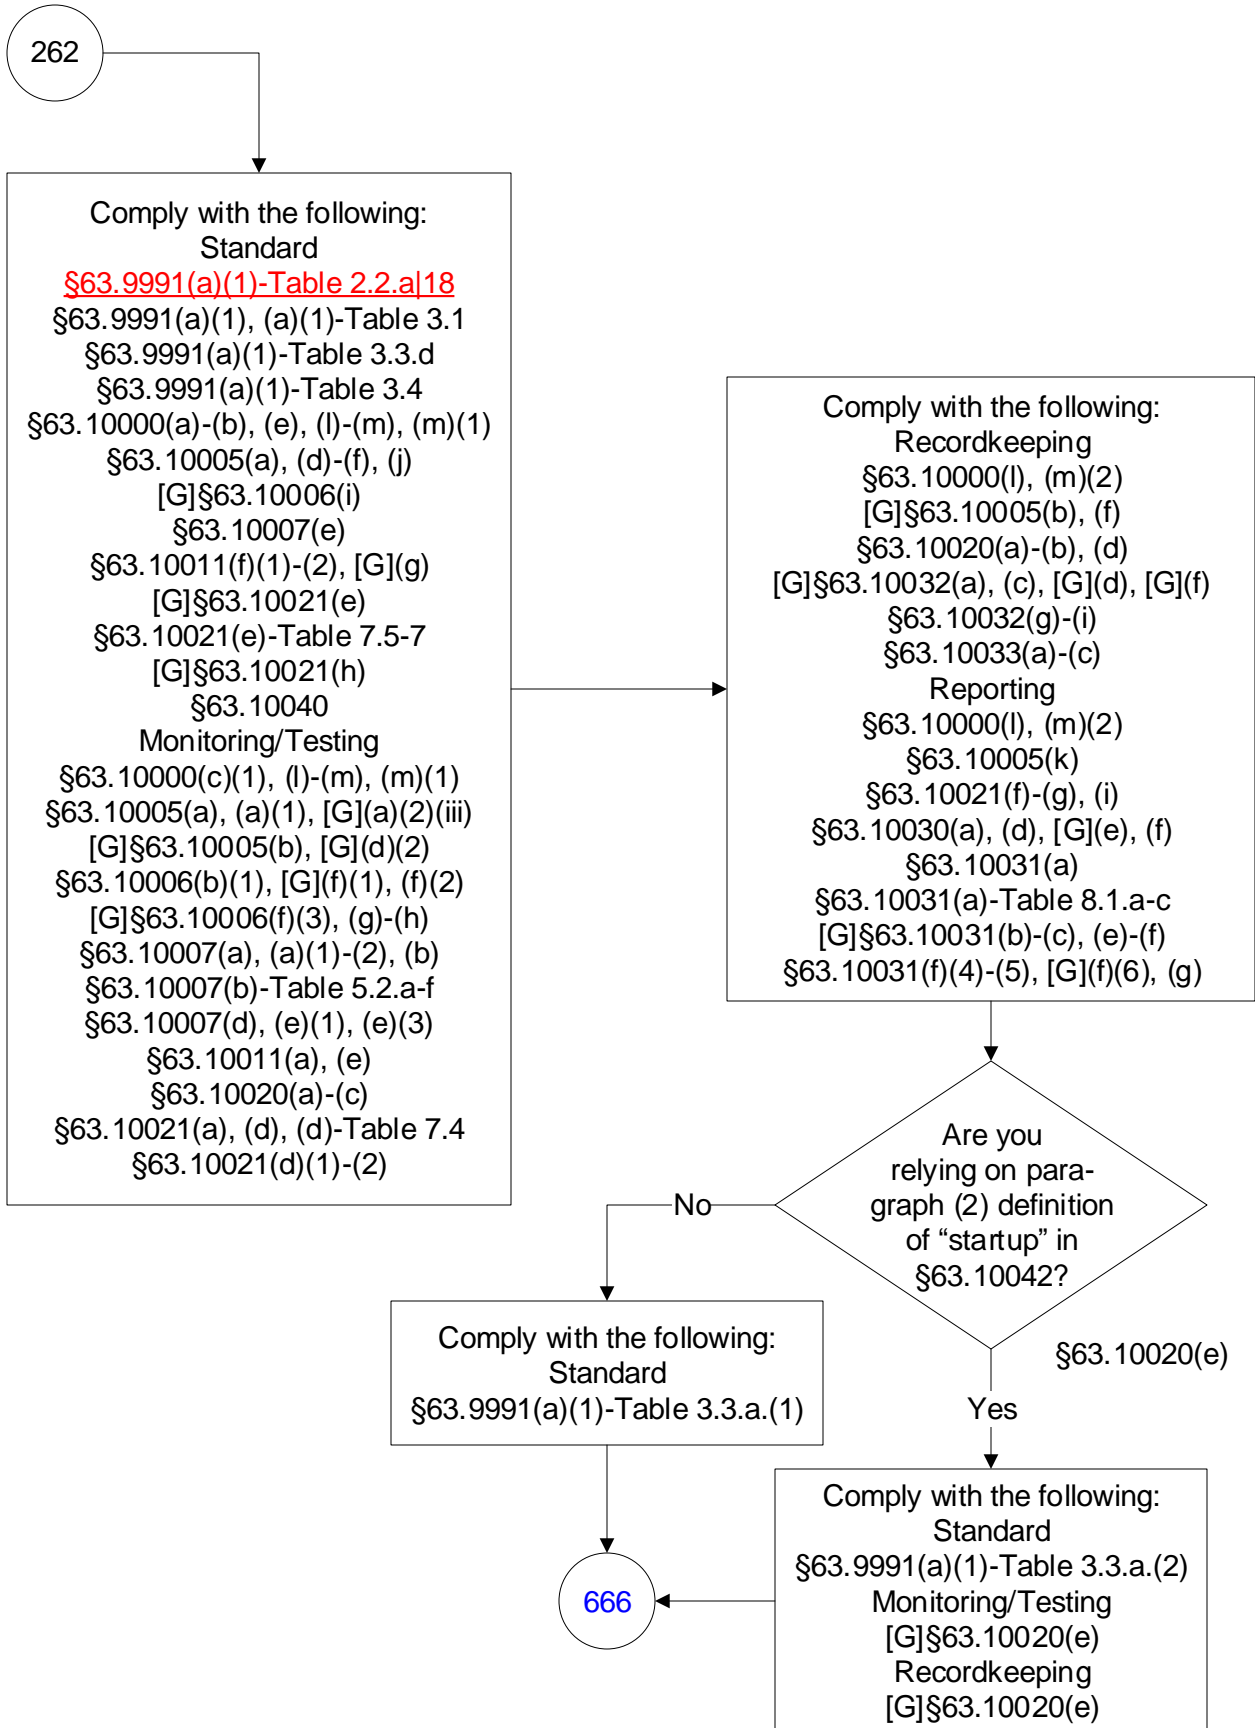 262
Comply with the following:
Standard
§63.9991(a)(1)-Table 2.2.a|18
§63.9991(a)(1), (a)(1)-Table 3.1
§63.9991(a)(1)-Table 3.3.d
§63.9991(a)(1)-Table 3.4
§63.10000(a)-(b), (e), (l)-(m), (m)(1)
§63.10005(a), (d)-(f), (j)
[G]§63.10006(i)
§63.10007(e)
§63.10011(f)(1)-(2), [G](g)
[G]§63.10021(e)
§63.10021(e)-Table 7.5-7
[G]§63.10021(h)
§63.10040
Monitoring/Testing
§63.10000(c)(1), (l)-(m), (m)(1)
§63.10005(a), (a)(1), [G](a)(2)(iii)
[G]§63.10005(b), [G](d)(2)
§63.10006(b)(1), [G](f)(1), (f)(2)
[G]§63.10006(f)(3), (g)-(h)
§63.10007(a), (a)(1)-(2), (b)
§63.10007(b)-Table 5.2.a-f
§63.10007(d), (e)(1), (e)(3)
§63.10011(a), (e)
§63.10020(a)-(c)
§63.10021(a), (d), (d)-Table 7.4
§63.10021(d)(1)-(2)
Comply with the following:
Recordkeeping
§63.10000(l), (m)(2)
[G]§63.10005(b), (f)
§63.10020(a)-(b), (d)
[G]§63.10032(a), (c), [G](d), [G](f)
§63.10032(g)-(i)
§63.10033(a)-(c)
Reporting
§63.10000(l), (m)(2)
§63.10005(k)
§63.10021(f)-(g), (i)
§63.10030(a), (d), [G](e), (f)
§63.10031(a)
§63.10031(a)-Table 8.1.a-c
[G]§63.10031(b)-(c), (e)-(f)
§63.10031(f)(4)-(5), [G](f)(6), (g)
Are you
relying on para-
graph (2) definition
of “startup” in
§63.10042?
No
§63.10020(e)
Yes
Comply with the following:
Standard
§63.9991(a)(1)-Table 3.3.a.(1)
Comply with the following:
Standard
§63.9991(a)(1)-Table 3.3.a.(2)
Monitoring/Testing
[G]§63.10020(e)
Recordkeeping
[G]§63.10020(e)
666